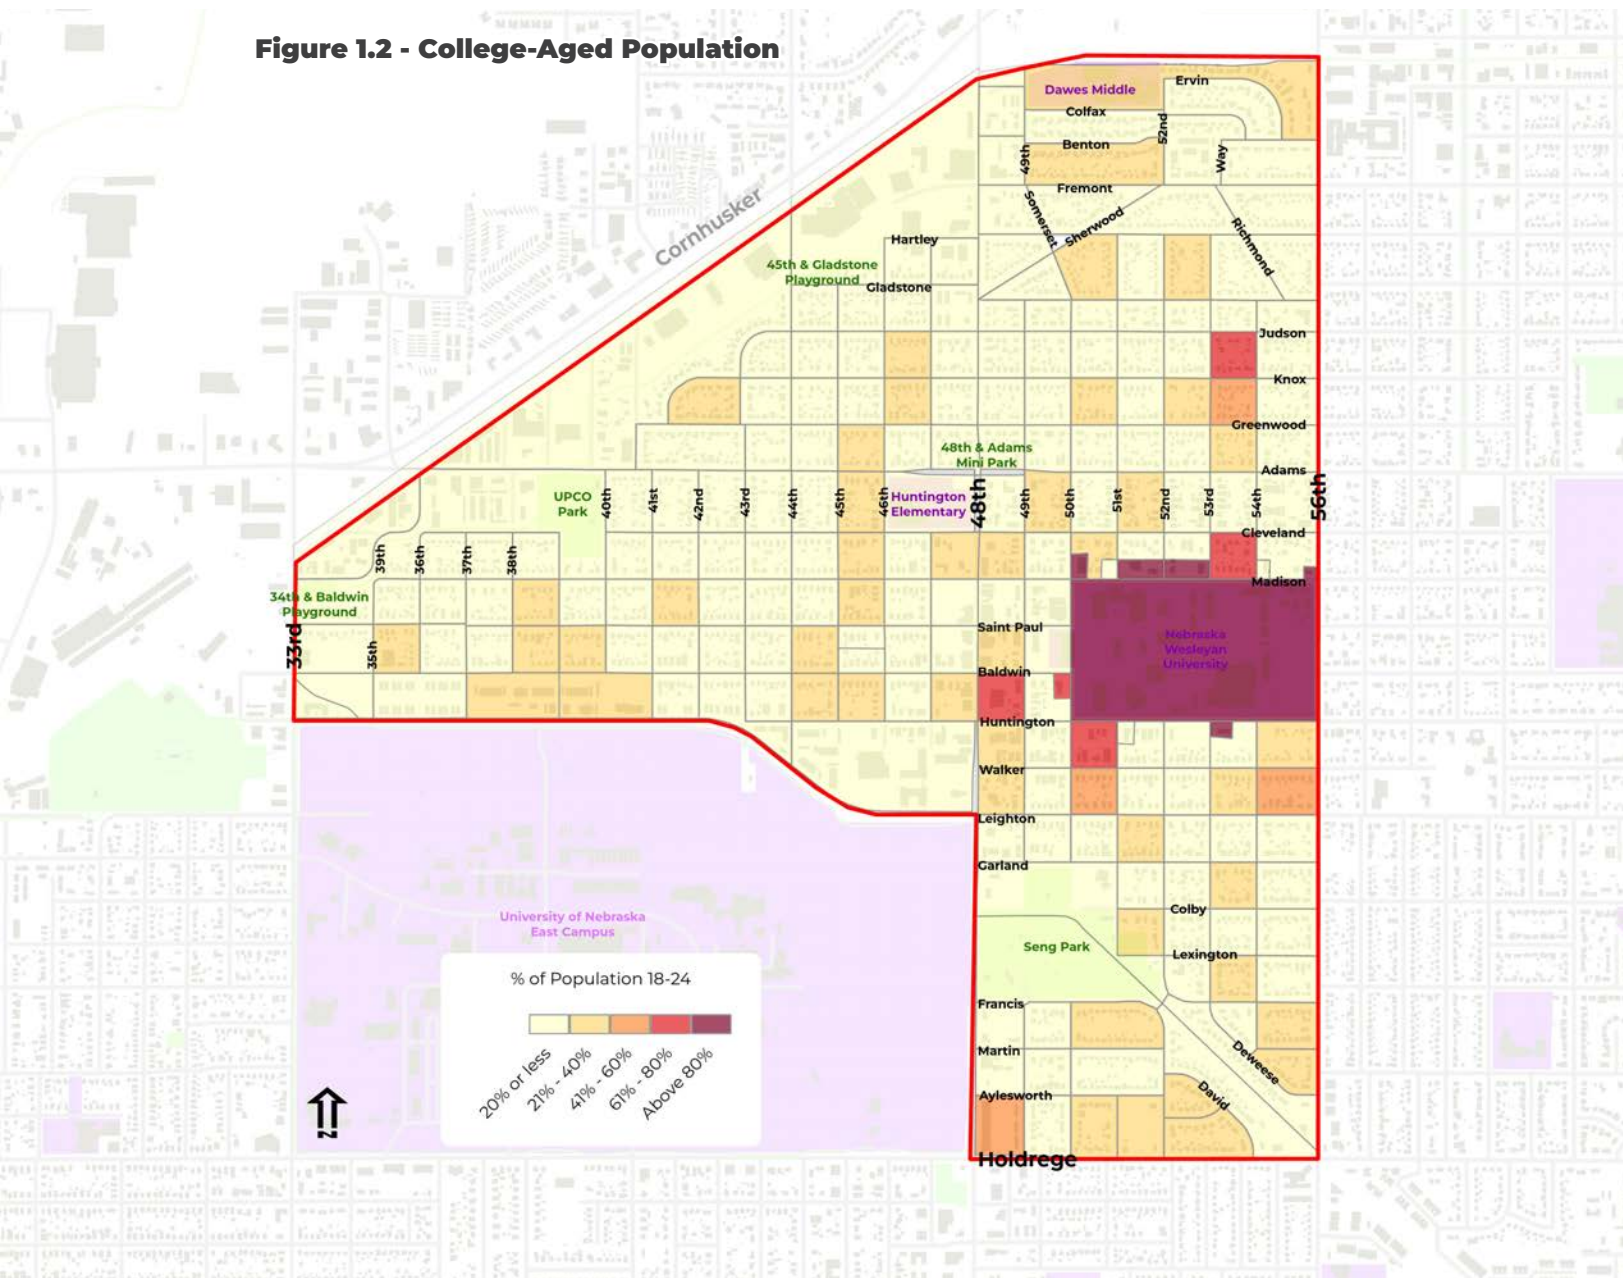 Figure 1.2 - College-Aged Population
Ervin
Dawes Middle
Colfax
52nd
Benton
49th
Way
Fremont
Somerset
Sherwood
Cornhusker
Richmond
Hartley
45th & Gladstone
Playground
Gladstone
Judson
Knox
Greenwood
48th & Adams
Mini Park
Adams
UPCO
Park
40th
41st
42nd
43rd
44th
45th
46th
Huntington
Elementary
48th
49th
50th
51st
52nd
53rd
54th
56th
Cleveland
39th
36th
37th
38th
Madison
34th & Baldwin
Playground
33rd
35th
Saint Paul
Nebraska
Wesleyan
University
Baldwin
Huntington
Walker
Leighton
Garland
Colby
University of Nebraska
East Campus
Seng Park
Lexington
Francis
Martin
Deweese
Aylesworth
David
Holdrege
% of Population 18-24
20% or less
21% - 40%
41% - 60%
61% - 80%
Above 80%
N